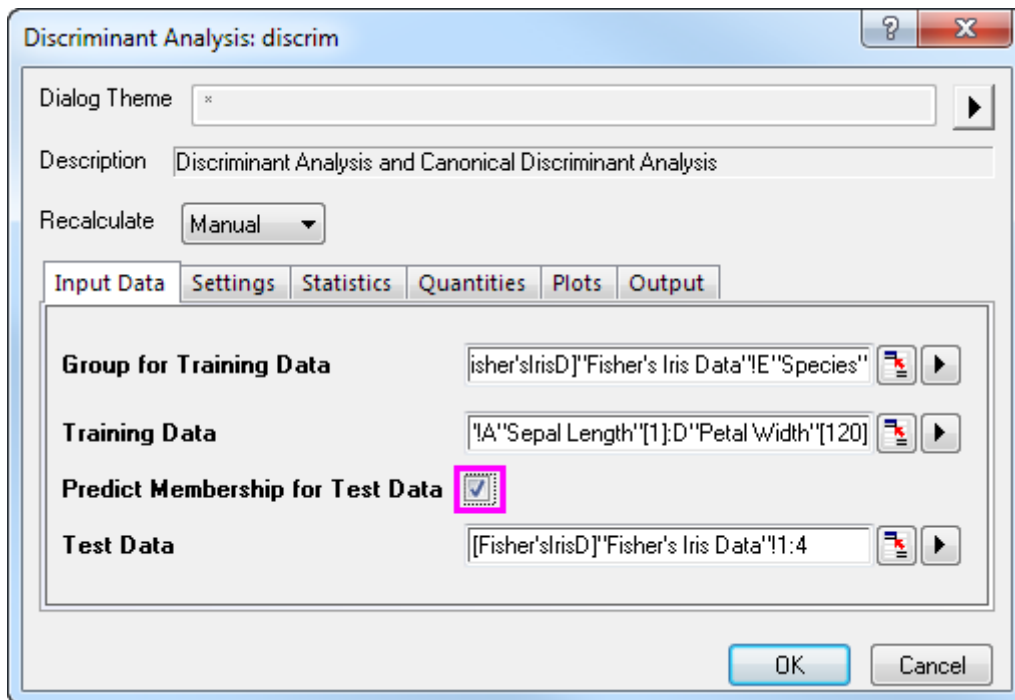 Discriminant Analysis: discrim
Dialog Theme *
Description Discriminant Analysis and Canonical Discriminant Analysis
Recalculate Manual
Input Data Settings Statistics Quantities Plots Output
Group for Training Data isher'sIrisD]"Fisher's Iris Data"!E"Species"
Training Data "!A"Sepal Length"[1]:D"Petal Width"[120]
Predict Membership for Test Data
Test Data [Fisher'sIrisD]"Fisher's Iris Data"!1:4
OK Cancel